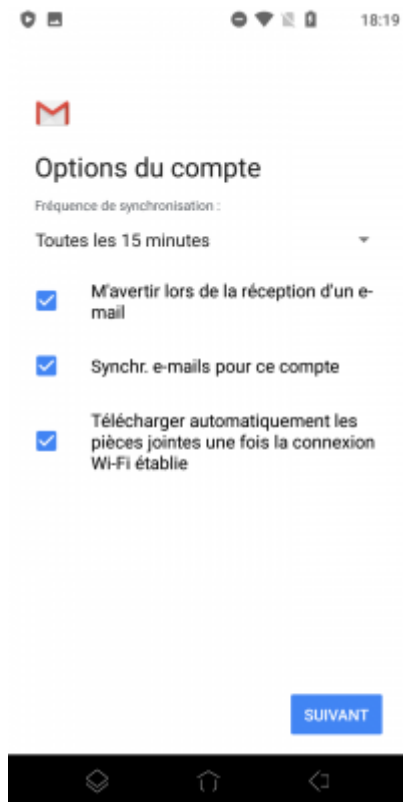 18:19
Options du compte
Fréquence de synchronisation :
Toutes les 15 minutes
M'avertir lors de la réception d'un e-
mail
Synchr. e-mails pour ce compte
Télécharger automatiquement les
pièces jointes une fois la connexion
Wi-Fi établie
SUIVANT